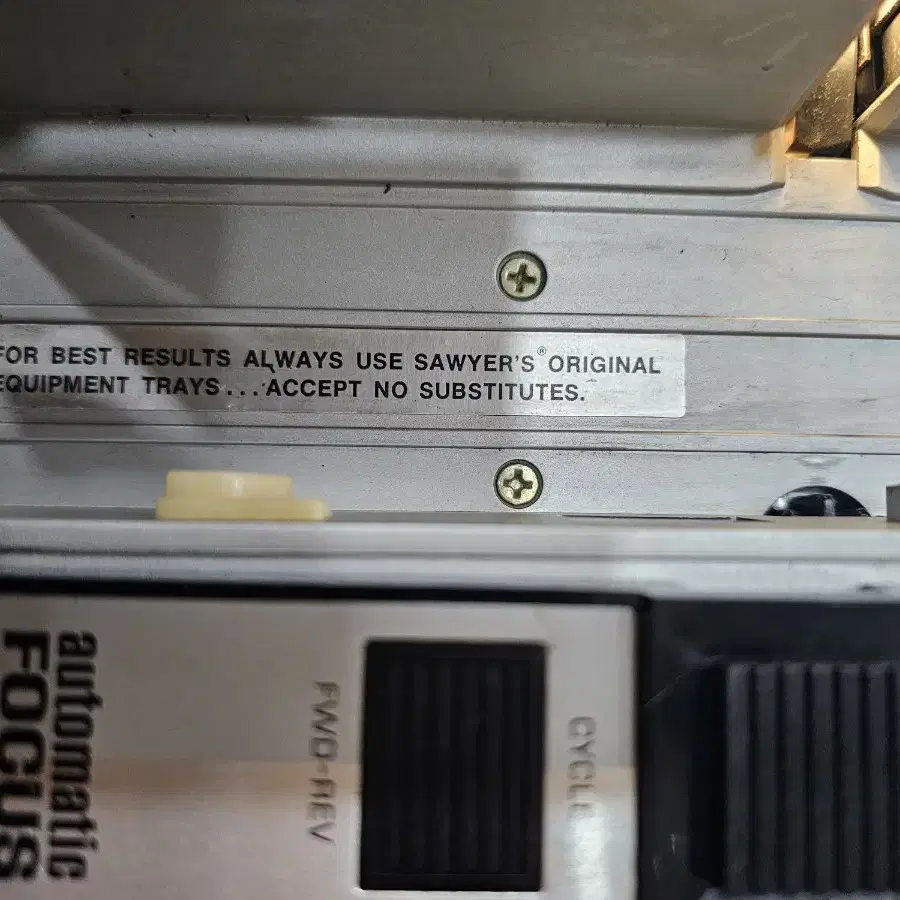 FOR BEST RESULTS ALWAYS USE SAWYER'S® ORIGINAL
EQUIPMENT TRAYS...ACCEPT NO SUBSTITUTES.
automatic
FOCUS
FWD-REV
CYCLE